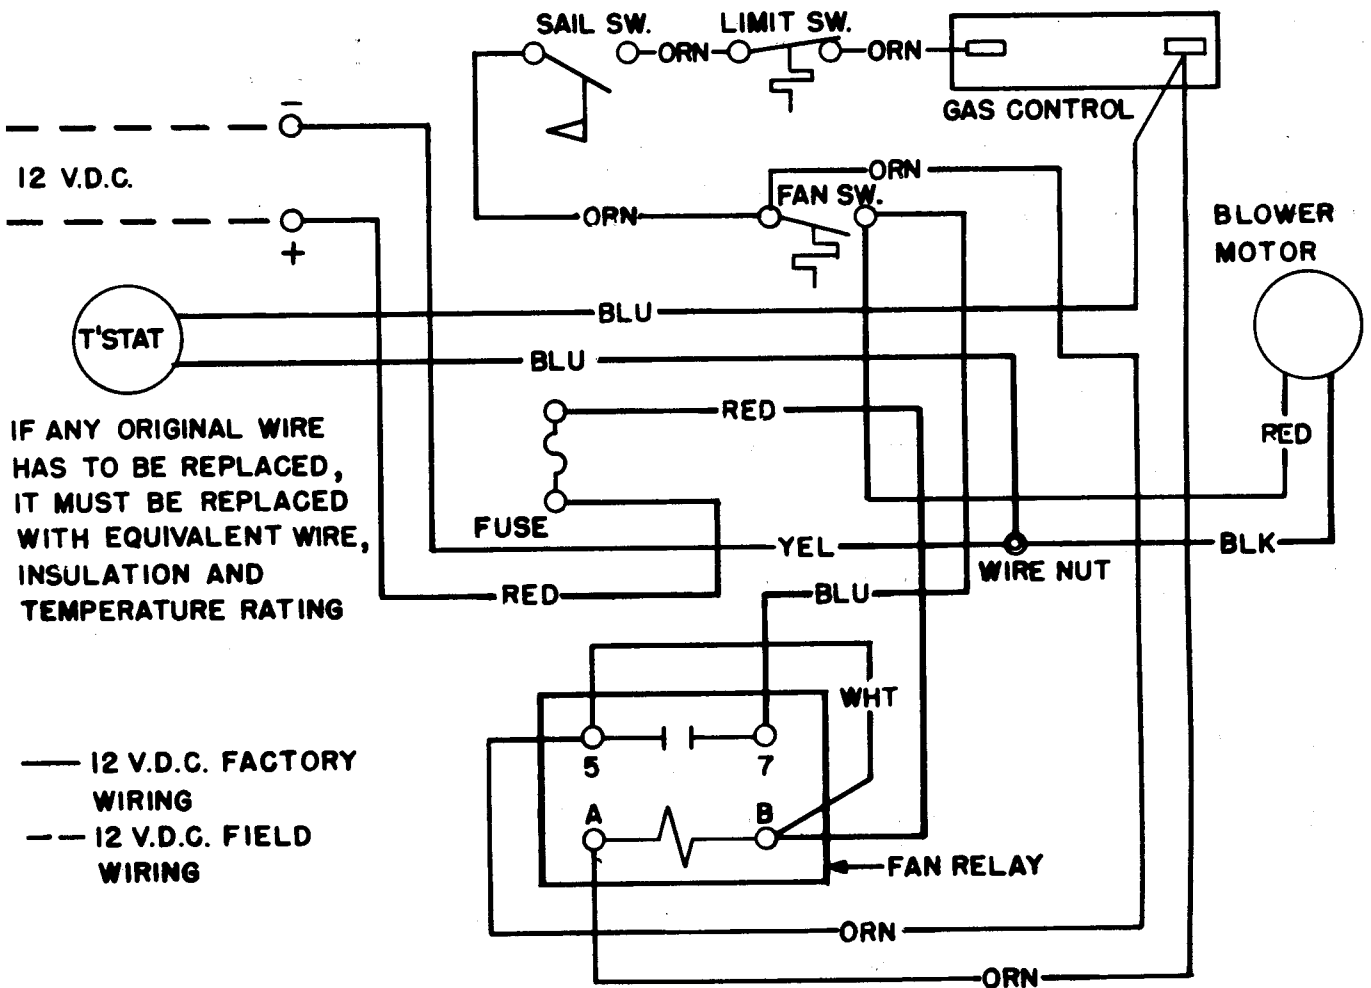 SAIL SW.
LIMIT SW.
ORN
ORN
GAS CONTROL
−
12 V.D.C.
+
ORN
FAN SW.
ORN
BLOWER
MOTOR
T'STAT
BLU
BLU
RED
RED
IF ANY ORIGINAL WIRE
HAS TO BE REPLACED,
IT MUST BE REPLACED
WITH EQUIVALENT WIRE,
INSULATION AND
TEMPERATURE RATING
FUSE
YEL
BLK
WIRE NUT
RED
BLU
WHT
5
7
A
B
FAN RELAY
12 V.D.C. FACTORY
WIRING
12 V.D.C. FIELD
WIRING
ORN
ORN